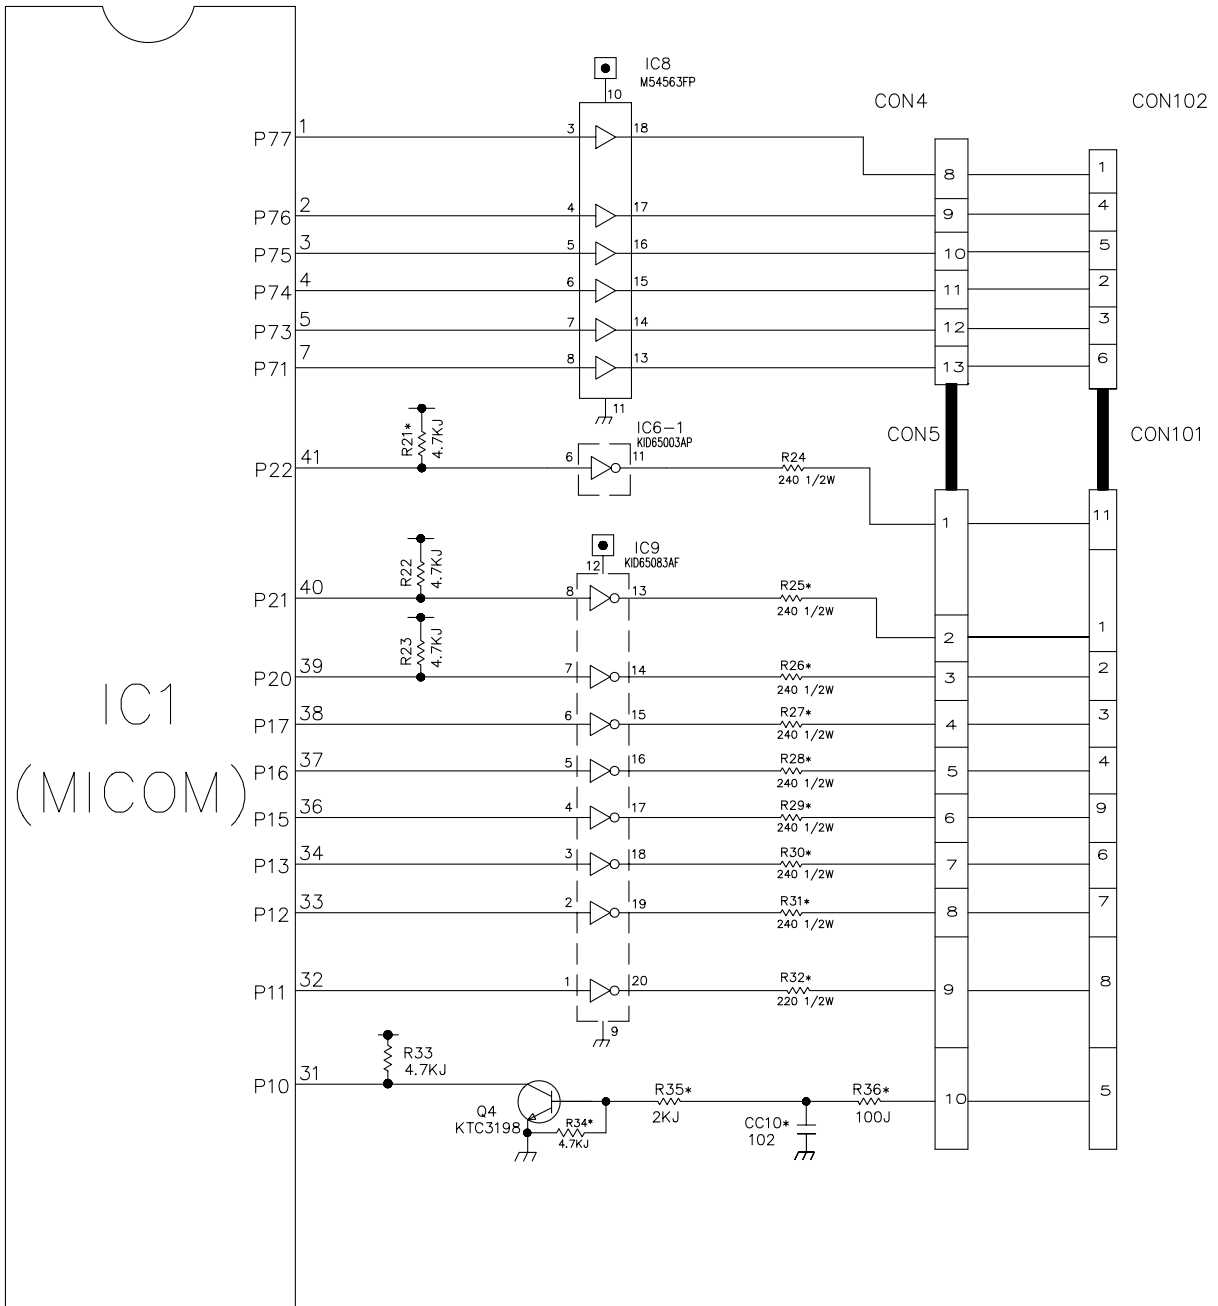 IC8
M54563FP
10
CON4
CON102
P77 1 3 18
8 1
P76 2 4 17 9 4
P75 3 5 16 10 5
P74 4 6 15 11 2
P73 5 7 14 12 3
P71 7 8 13 13 6
11
R21*
4.7KJ
IC6-1
KID65003AP
CON5
CON101
P22 41 6 11
R24
240 1/2W
1 11
R22
4.7KJ
IC9
KID65083AF
12
P21 40 8 13
R25*
240 1/2W
2 1
R23
4.7KJ
P20 39 7 14
R26*
240 1/2W
3 2
P17 38 6 15
R27*
240 1/2W
4 3
IC1
(MICOM)
P16 37 5 16
R28*
240 1/2W
5 4
P15 36 4 17
R29*
240 1/2W
6 9
P13 34 3 18
R30*
240 1/2W
7 6
P12 33 2 19
R31*
240 1/2W
8 7
P11 32 1 20
R32*
220 1/2W
9 8
9
R33
4.7KJ
P10 31
Q4
KTC3198
R34*
4.7KJ
R35*
2KJ
CC10*
102
R36*
100J
10 5